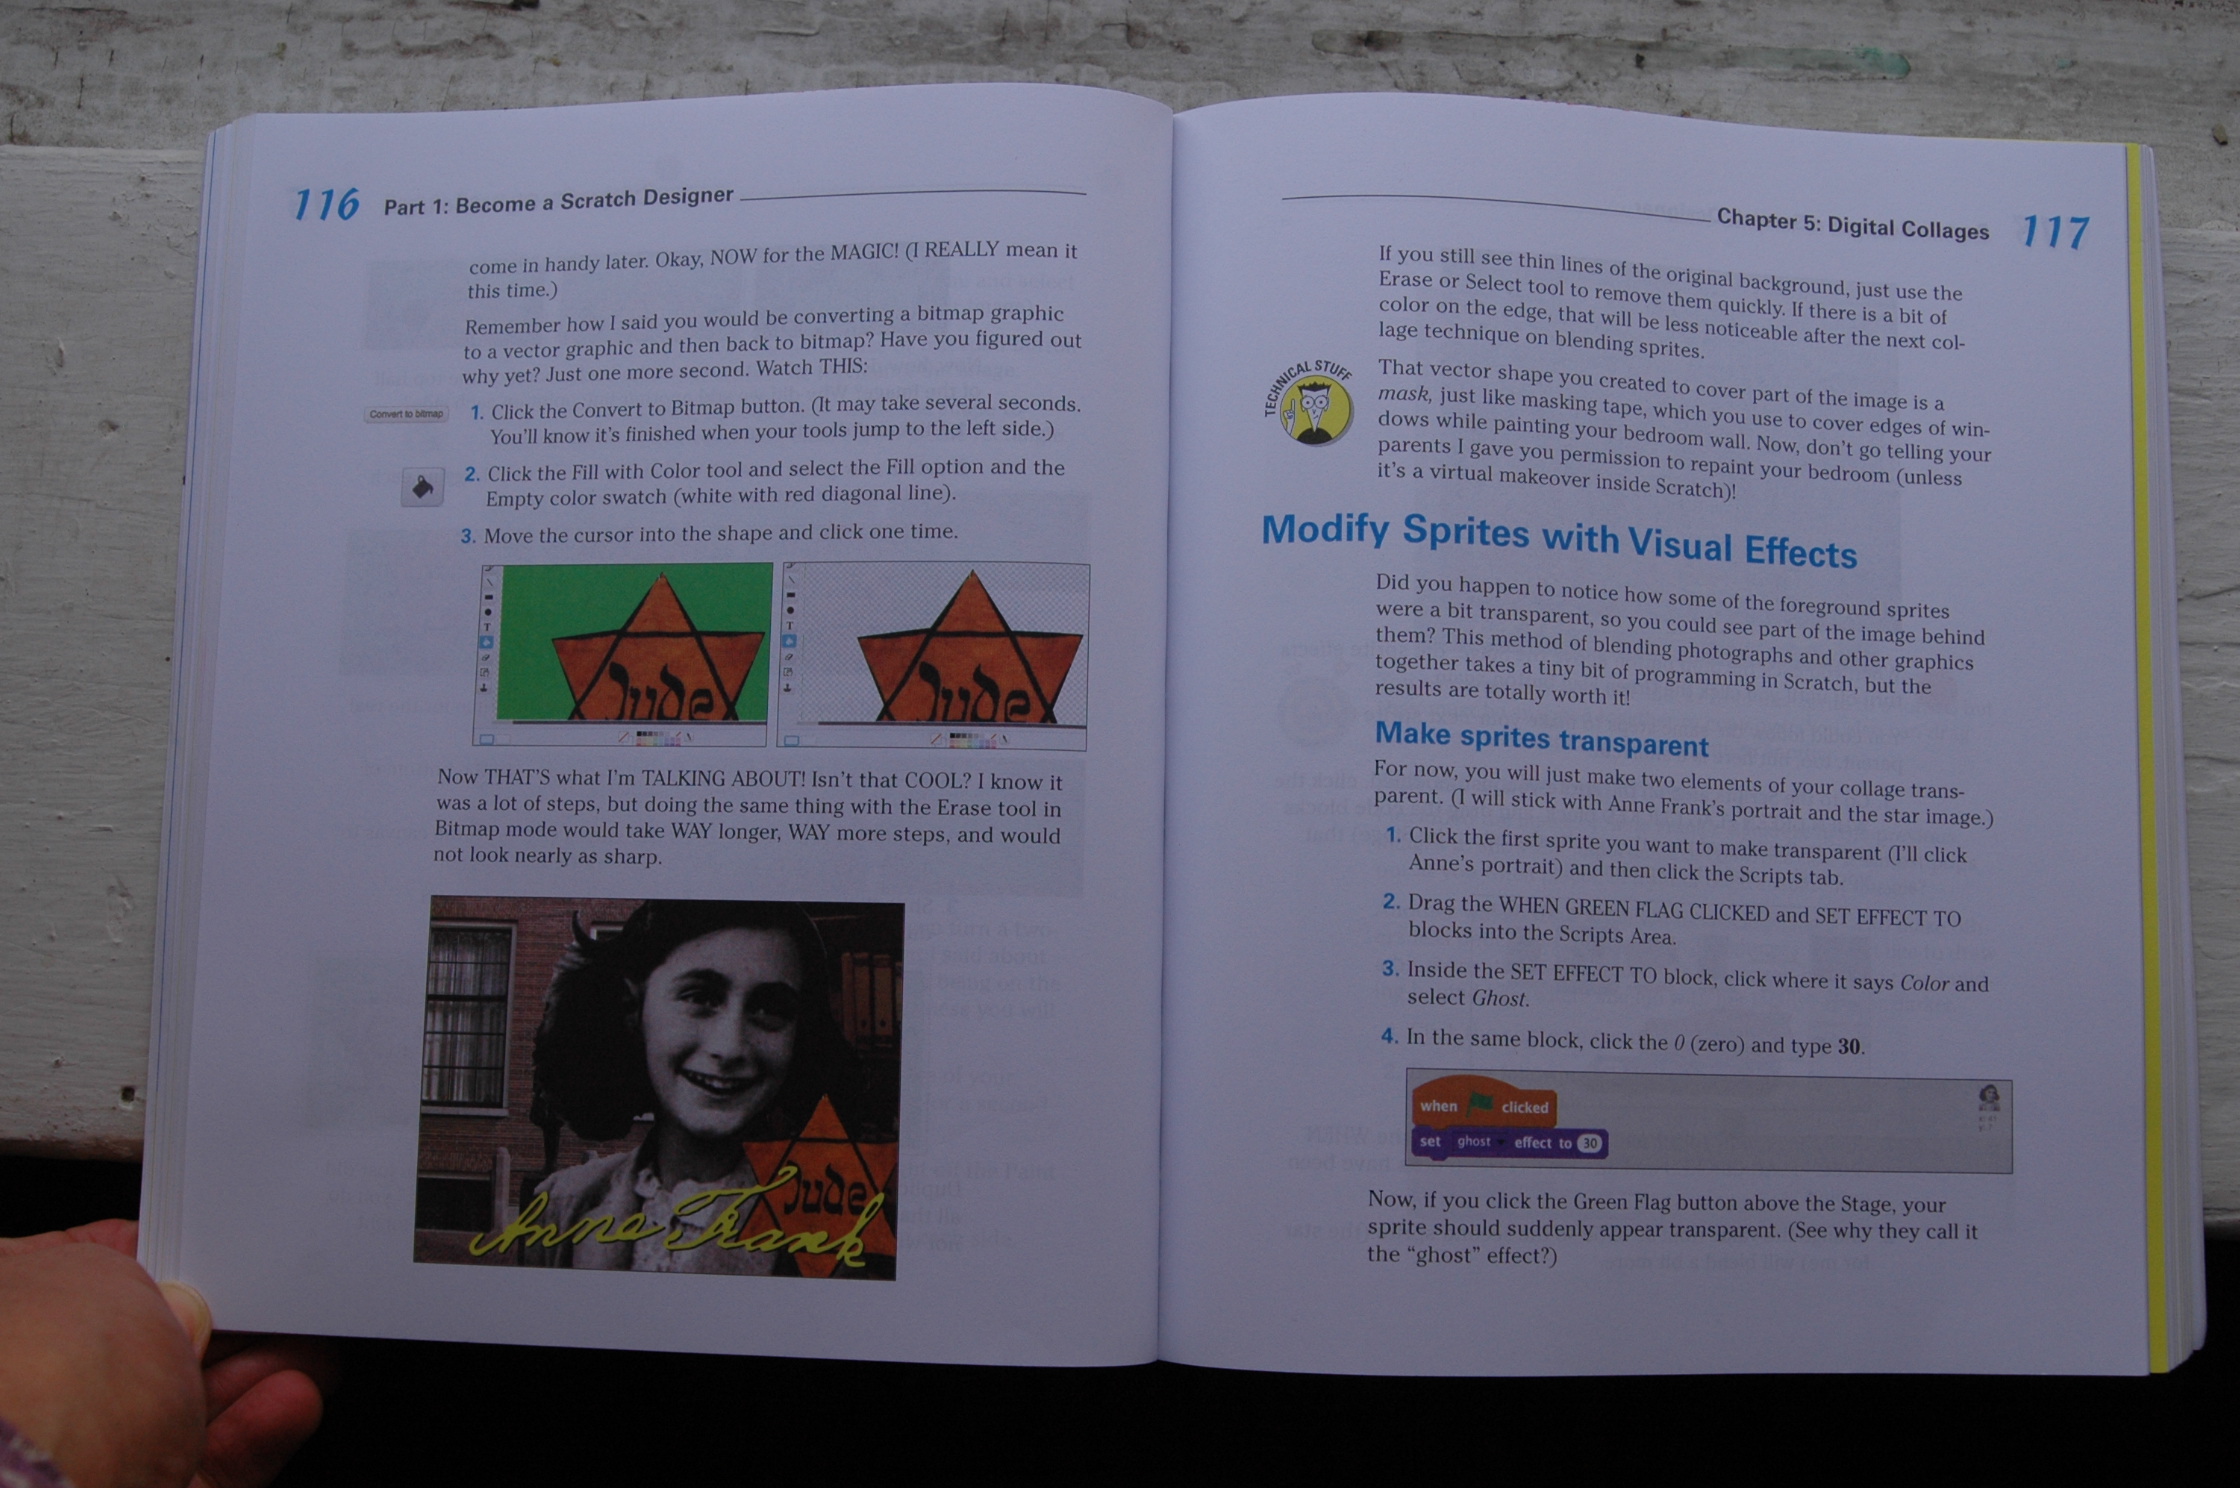 116 Part 1: Become a Scratch Designer
come in handy later. Okay, NOW for the MAGIC! (I REALLY mean it
this time.)
Remember how I said you would be converting a bitmap graphic
to a vector graphic and then back to bitmap? Have you figured out
why yet? Just one more second. Watch THIS:
Convert to bitmap
1. Click the Convert to Bitmap button. (It may take several seconds.
You'll know it's finished when your tools jump to the left side.)
2. Click the Fill with Color tool and select the Fill option and the
Empty color swatch (white with red diagonal line).
3. Move the cursor into the shape and click one time.
T
Jude
T
Jude
Now THAT'S what I'm TALKING ABOUT! Isn't that COOL? I know it
was a lot of steps, but doing the same thing with the Erase tool in
Bitmap mode would take WAY longer, WAY more steps, and would
not look nearly as sharp.
Jude
Anne Frank
Chapter 5: Digital Collages 117
If you still see thin lines of the original background, just use the
Erase or Select tool to remove them quickly. If there is a bit of
color on the edge, that will be less noticeable after the next col-
lage technique on blending sprites.
TECHNICAL STUFF
That vector shape you created to cover part of the image is a
mask, just like masking tape, which you use to cover edges of win-
dows while painting your bedroom wall. Now, don't go telling your
parents I gave you permission to repaint your bedroom (unless
it's a virtual makeover inside Scratch)!
Modify Sprites with Visual Effects
Did you happen to notice how some of the foreground sprites
were a bit transparent, so you could see part of the image behind
them? This method of blending photographs and other graphics
together takes a tiny bit of programming in Scratch, but the
results are totally worth it!
Make sprites transparent
For now, you will just make two elements of your collage trans-
parent. (I will stick with Anne Frank's portrait and the star image.)
1. Click the first sprite you want to make transparent (I'll click
Anne's portrait) and then click the Scripts tab.
2. Drag the WHEN GREEN FLAG CLICKED and SET EFFECT TO
blocks into the Scripts Area.
3. Inside the SET EFFECT TO block, click where it says Color and
select Ghost.
4. In the same block, click the 0 (zero) and type 30.
when clicked
set ghost effect to 30
Now, if you click the Green Flag button above the Stage, your
sprite should suddenly appear transparent. (See why they call it
the "ghost" effect?)